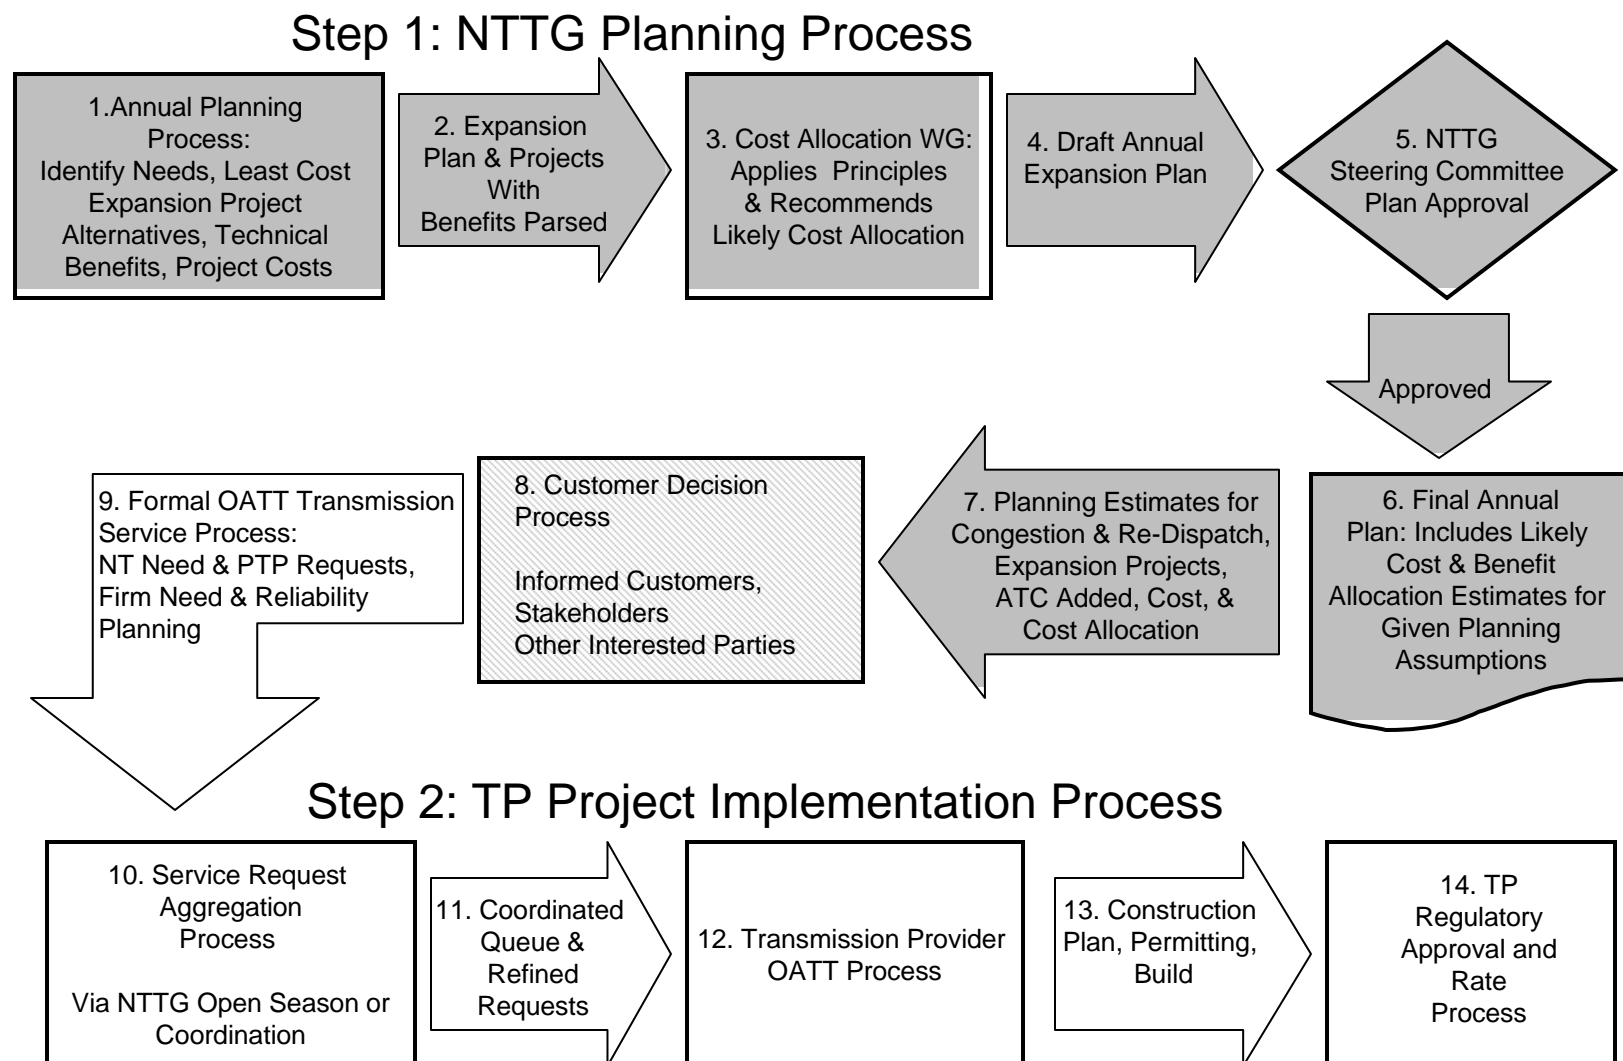 Step 1: NTTG Planning Process
1.Annual Planning
Process:
Identify Needs, Least Cost
Expansion Project
Alternatives, Technical
Benefits, Project Costs
2. Expansion
Plan & Projects
With
Benefits Parsed
3. Cost Allocation WG:
Applies Principles
& Recommends
Likely Cost Allocation
4. Draft Annual
Expansion Plan
5. NTTG
Steering Committee
Plan Approval
Approved
6. Final Annual
Plan: Includes Likely
Cost & Benefit
Allocation Estimates for
Given Planning
Assumptions
7. Planning Estimates for
Congestion & Re-Dispatch,
Expansion Projects,
ATC Added, Cost, &
Cost Allocation
8. Customer Decision
Process
Informed Customers,
Stakeholders
Other Interested Parties
9. Formal OATT Transmission
Service Process:
NT Need & PTP Requests,
Firm Need & Reliability
Planning
Step 2: TP Project Implementation Process
10. Service Request
Aggregation
Process
Via NTTG Open Season or
Coordination
11. Coordinated
Queue &
Refined
Requests
12. Transmission Provider
OATT Process
13. Construction
Plan, Permitting,
Build
14. TP
Regulatory
Approval and
Rate
Process